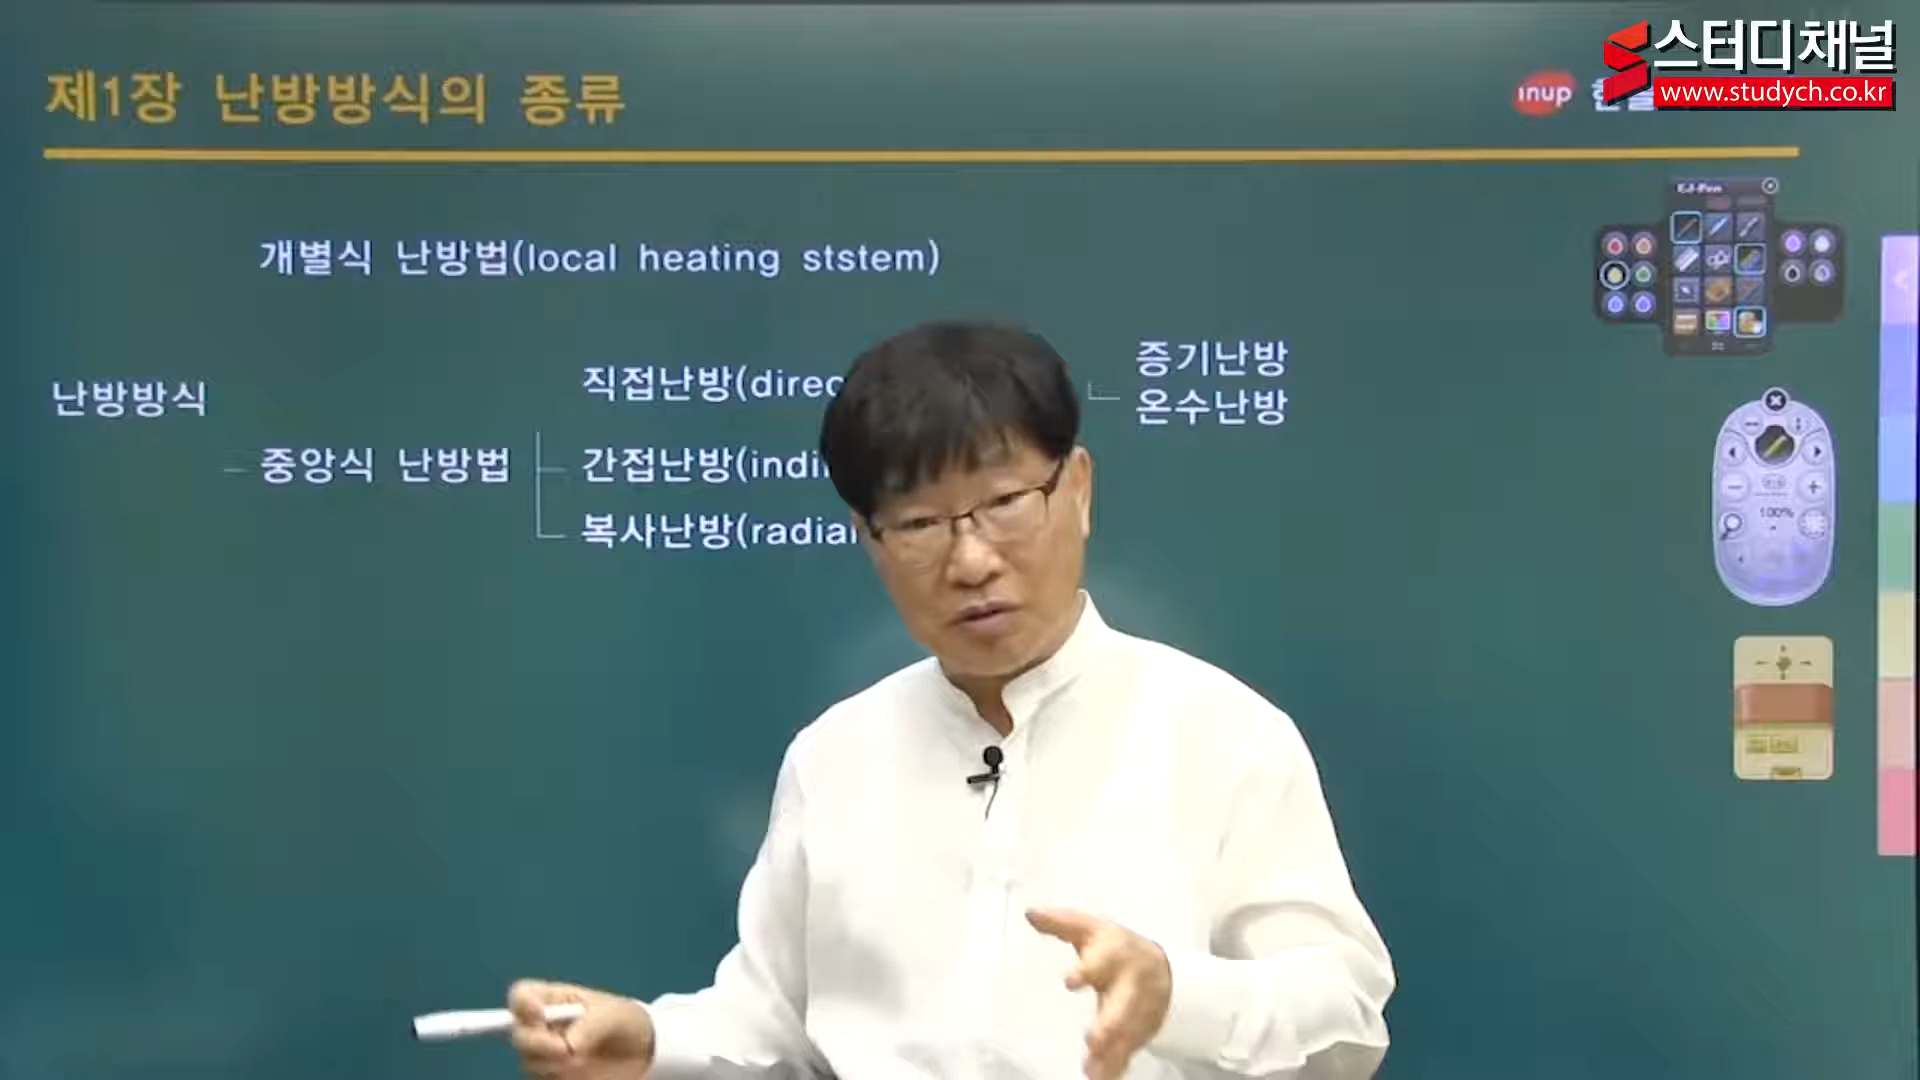 스터디채널
www.studych.co.kr
제1장 난방방식의 종류
inup
개별식 난방법(local heating ststem)
난방방식
중앙식 난방법
직접난방(direc
간접난방(indi
복사난방(radia
증기난방
온수난방
100%